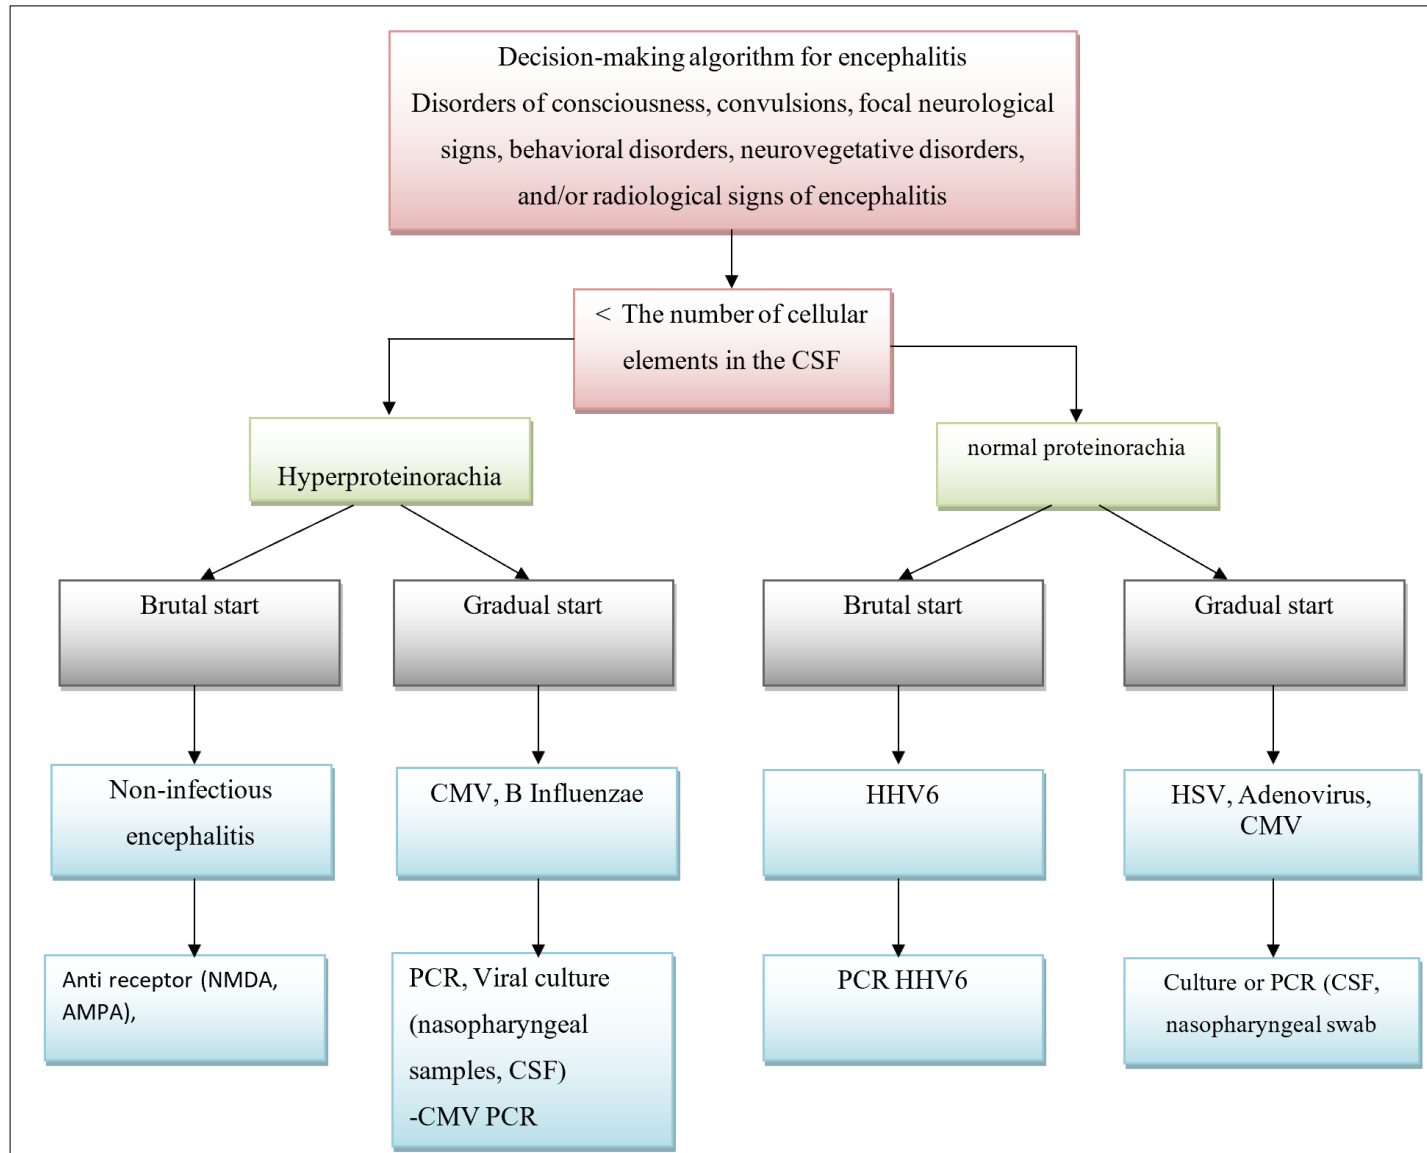 Decision-making algorithm for encephalitis
Disorders of consciousness, convulsions, focal neurological
signs, behavioral disorders, neurovegetative disorders,
and/or radiological signs of encephalitis
< The number of cellular
elements in the CSF
Hyperproteinorachia
normal proteinorachia
Brutal start
Gradual start
Brutal start
Gradual start
Non-infectious
encephalitis
CMV, B Influenzae
HHV6
HSV, Adenovirus,
CMV
Anti receptor (NMDA,
AMPA),
PCR, Viral culture
(nasopharyngeal
samples, CSF)
-CMV PCR
PCR HHV6
Culture or PCR (CSF,
nasopharyngeal swab